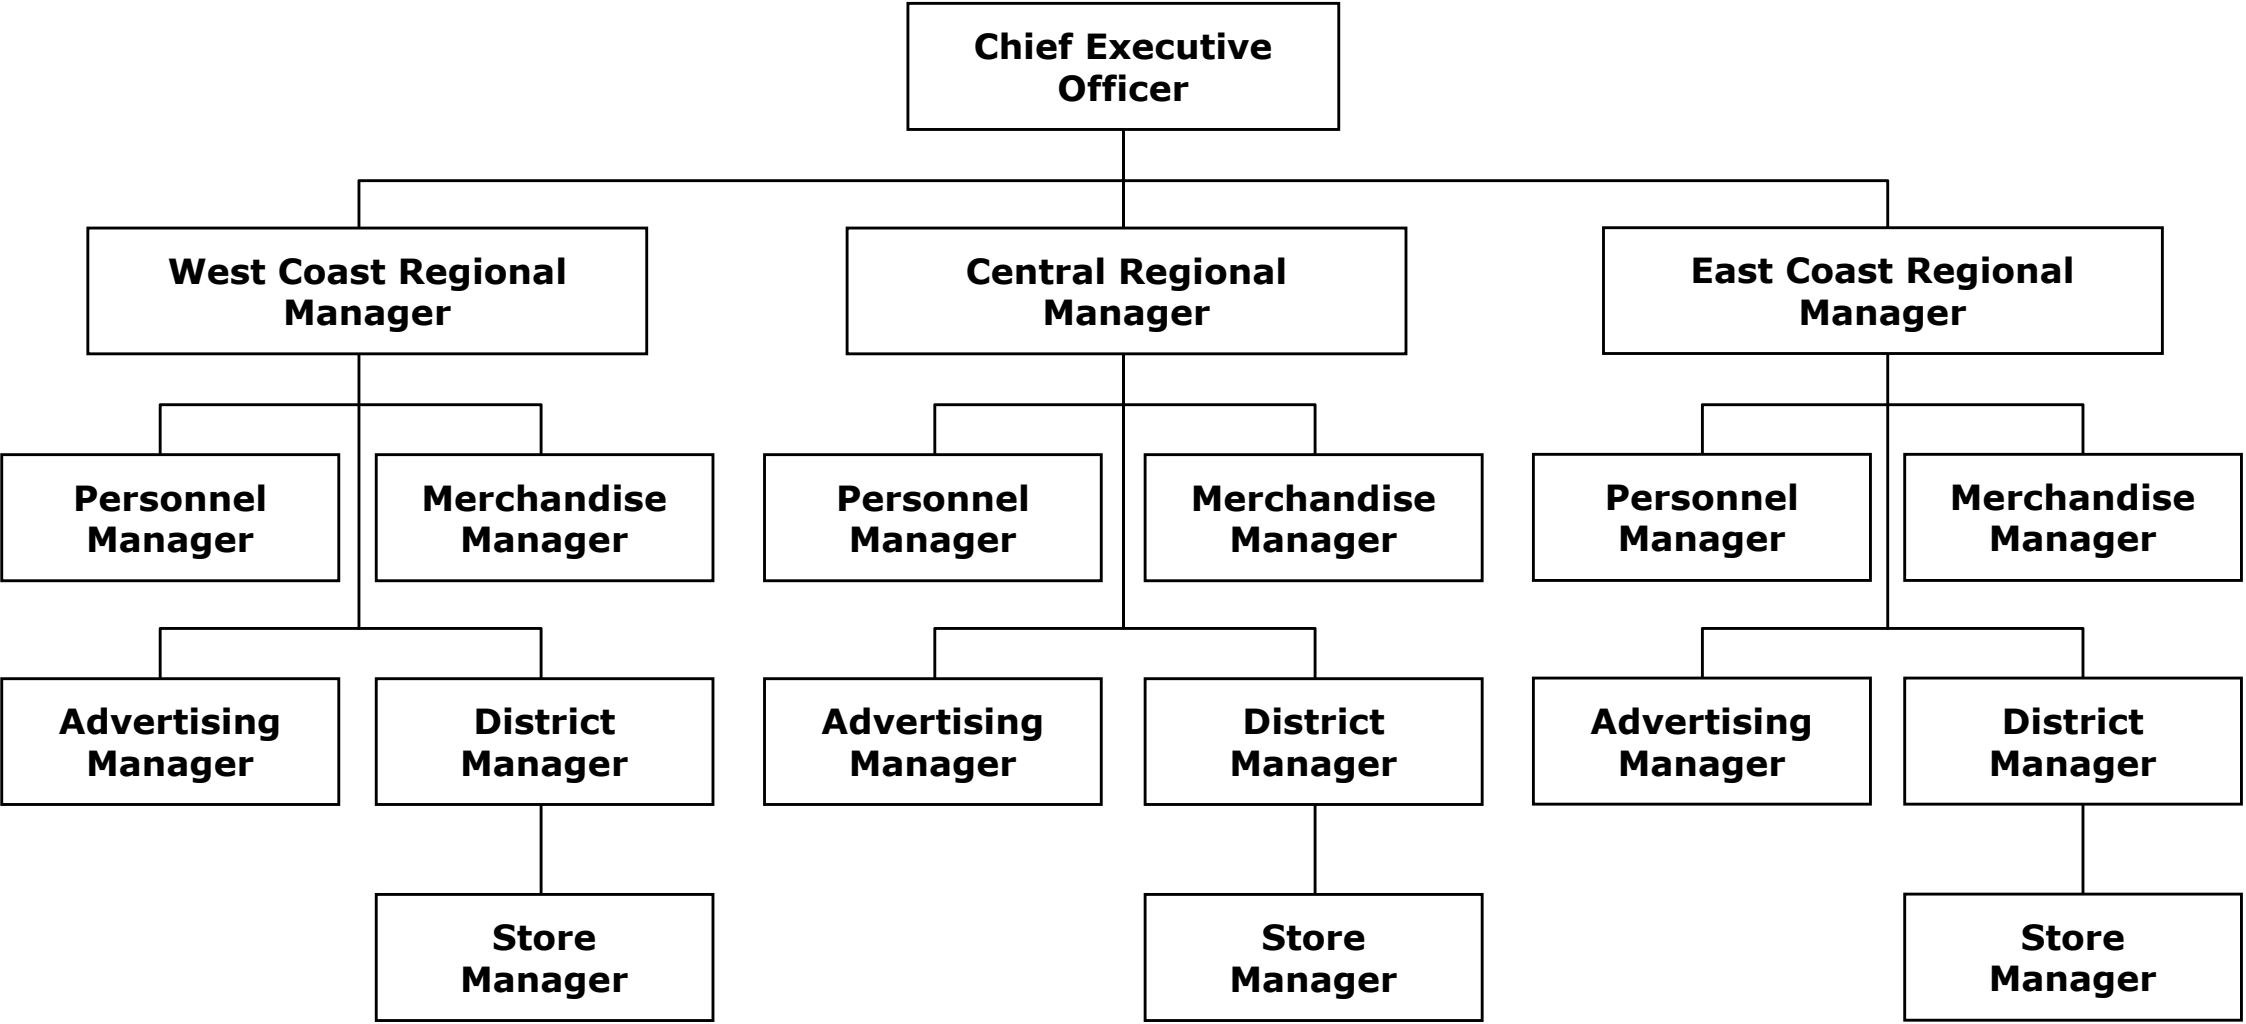 Chief Executive
Officer
West Coast Regional
Manager
Central Regional
Manager
East Coast Regional
Manager
Personnel
Manager
Merchandise
Manager
Personnel
Manager
Merchandise
Manager
Personnel
Manager
Merchandise
Manager
Advertising
Manager
District
Manager
Advertising
Manager
District
Manager
Advertising
Manager
District
Manager
Store
Manager
Store
Manager
Store
Manager